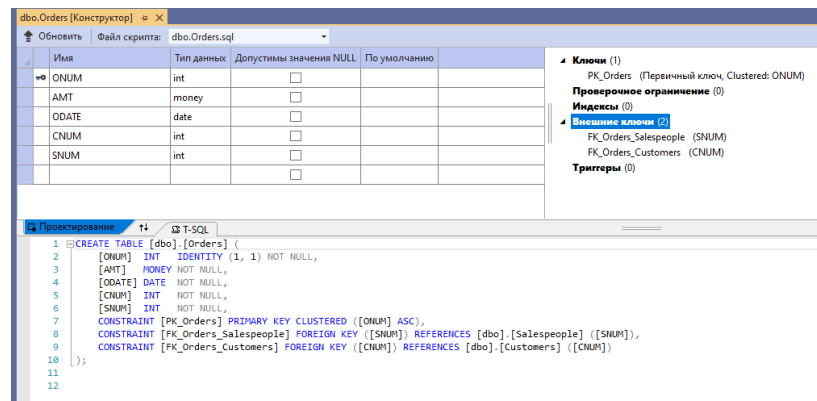 dbo.Orders [Конструктор]
Обновить Файл скрипта: dbo.Orders.sql
Имя Тип данных Допустимы значения NULL По умолчанию
ONUM int
AMT money
ODATE date
CNUM int
SNUM int
Ключи (1)
PK_Orders (Первичный ключ, Clustered: ONUM)
Проверочное ограничение (0)
Индексы (0)
Внешние ключи (2)
FK_Orders_Salespeople (SNUM)
FK_Orders_Customers (CNUM)
Триггеры (0)
Проектирование T-SQL
1 CREATE TABLE [dbo].[Orders] (
2 [ONUM] INT IDENTITY (1, 1) NOT NULL,
3 [AMT] MONEY NOT NULL,
4 [ODATE] DATE NOT NULL,
5 [CNUM] INT NOT NULL,
6 [SNUM] INT NOT NULL,
7 CONSTRAINT [PK_Orders] PRIMARY KEY CLUSTERED ([ONUM] ASC),
8 CONSTRAINT [FK_Orders_Salespeople] FOREIGN KEY ([SNUM]) REFERENCES [dbo].[Salespeople] ([SNUM]),
9 CONSTRAINT [FK_Orders_Customers] FOREIGN KEY ([CNUM]) REFERENCES [dbo].[Customers] ([CNUM])
10 );
11
12